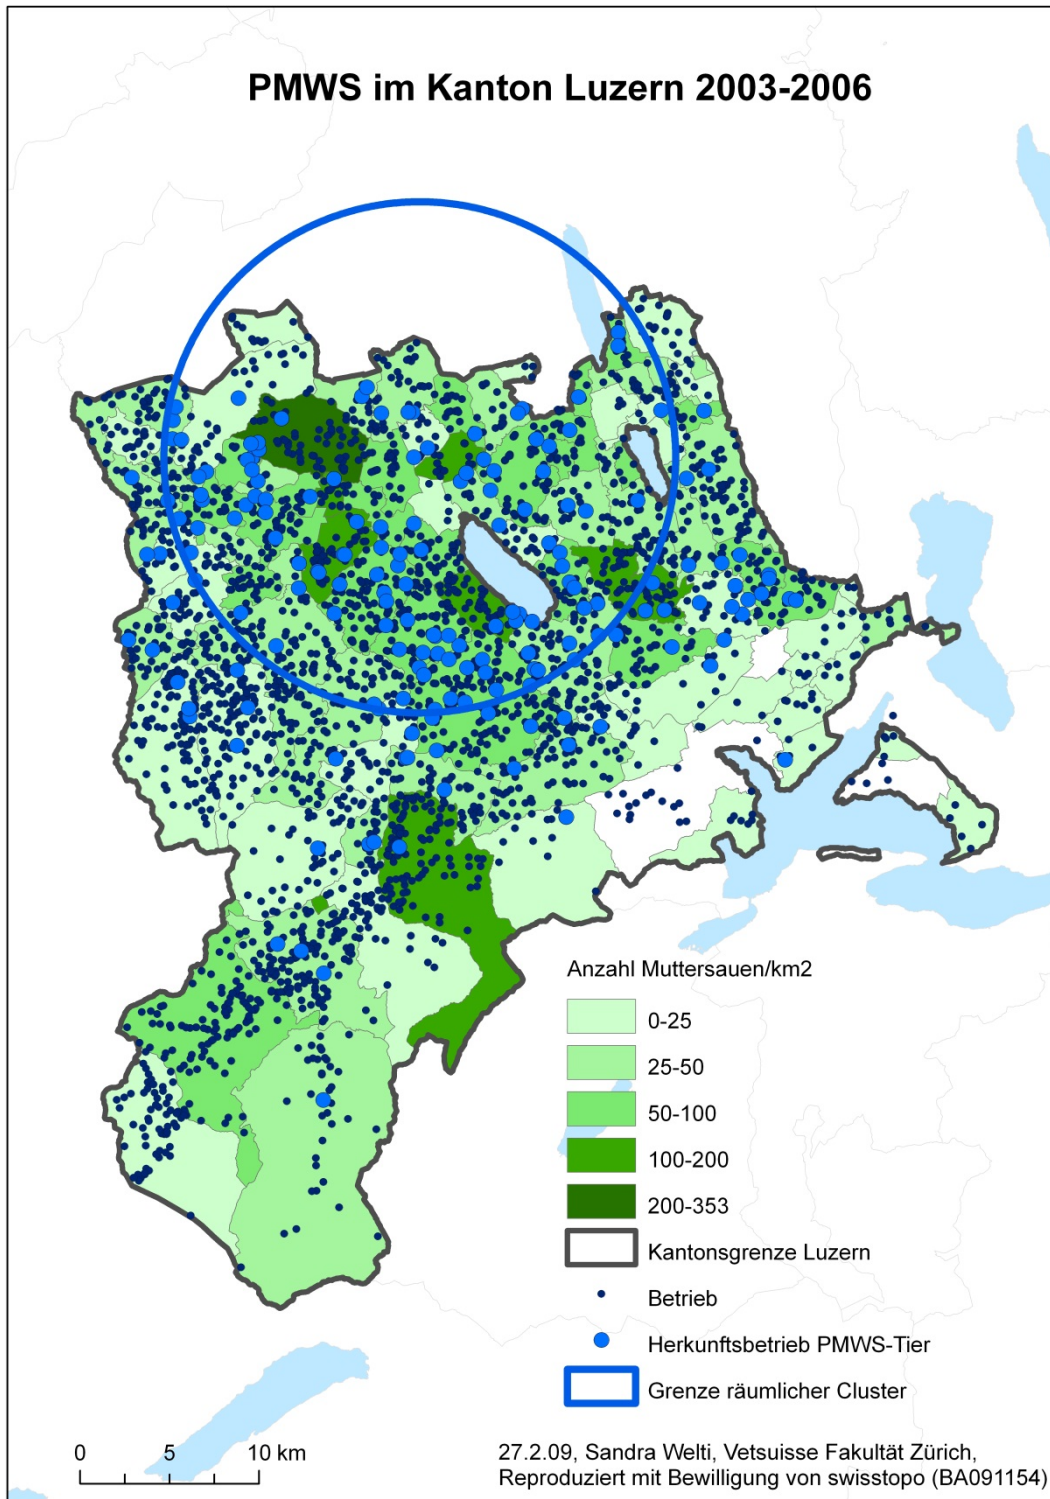 PMWS im Kanton Luzern 2003-2006
Anzahl Muttersauen/km2
0-25
25-50
50-100
100-200
200-353
Kantonsgrenze Luzern
Betrieb
Herkunftsbetrieb PMWS-Tier
Grenze räumlicher Cluster
0 5 10 km
27.2.09, Sandra Welti, Vetsuisse Fakultät Zürich,
Reproduziert mit Bewilligung von swisstopo (BA091154)